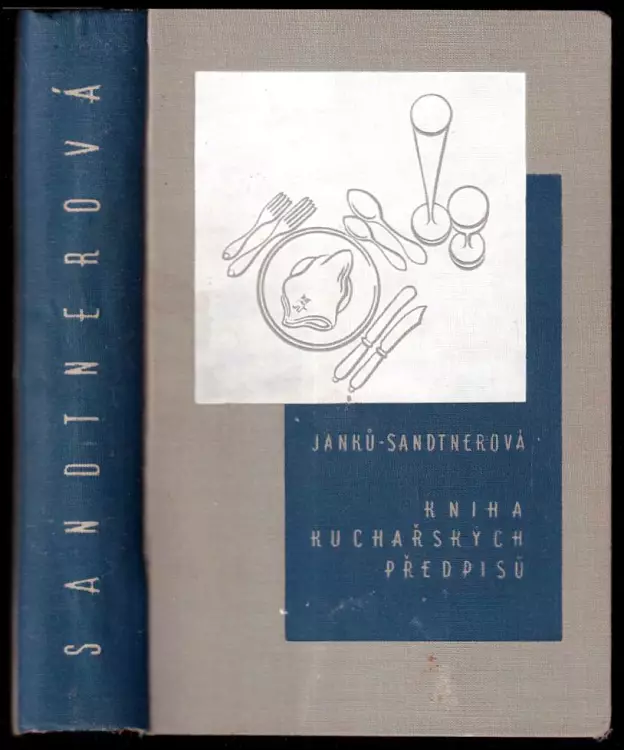 SANDTNEROVÁ
JANKŮ-SANDTNEROVÁ
KNIHA
KUCHAŘSKÝCH
PŘEDPISŮ